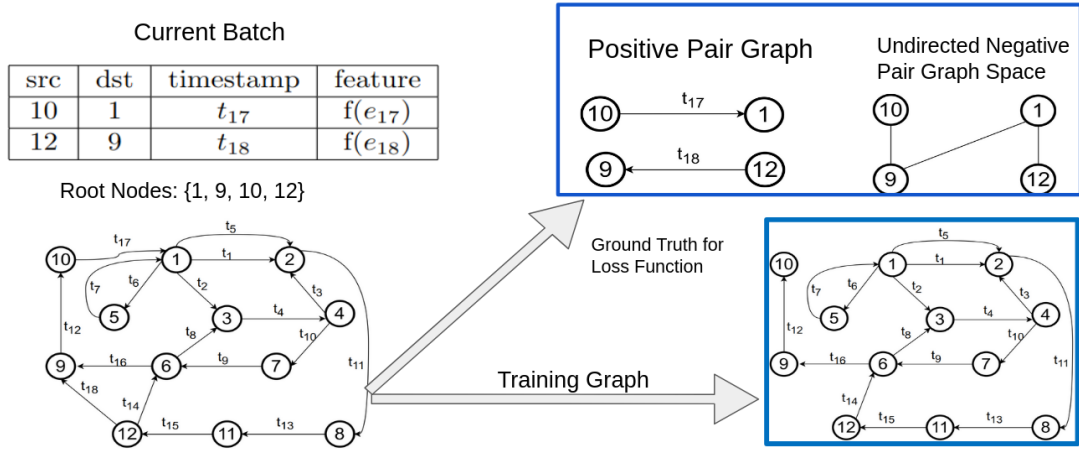 Current Batch
src dst timestamp feature
10 1 t17 f(e17)
12 9 t18 f(e18)
Root Nodes: {1, 9, 10, 12}
Positive Pair Graph
Undirected Negative
Pair Graph Space
10 t17 1
9 t18 12
10 1
9 12
Ground Truth for
Loss Function
Training Graph
t5
10 t17 1 t1 2
t7 t6 t2 t3
5 3 t4 4
t12 t8 t10
9 t16 6 t9 7 t11
t18 t14
12 t15 11 t13 8
t5
10 1 t1 2
t7 t6 t2 t3
5 3 t4 4
t12 t8 t10
9 t16 6 t9 7 t11
t14
12 t15 11 t13 8